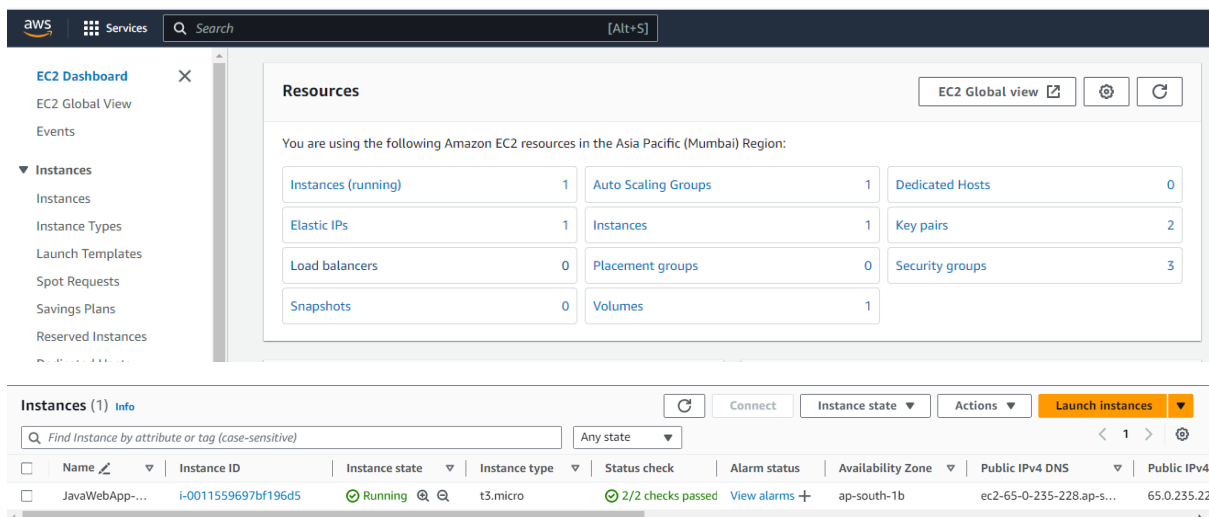 aws Services Search [Alt+S]
EC2 Dashboard
EC2 Global View
Events
Instances
Instances
Instance Types
Launch Templates
Spot Requests
Savings Plans
Reserved Instances
Resources
EC2 Global view
You are using the following Amazon EC2 resources in the Asia Pacific (Mumbai) Region:
Instances (running) 1 Auto Scaling Groups 1 Dedicated Hosts 0
Elastic IPs 1 Instances 1 Key pairs 2
Load balancers 0 Placement groups 0 Security groups 3
Snapshots 0 Volumes 1
Instances (1) Info Connect Instance state Actions Launch instances
Find Instance by attribute or tag (case-sensitive) Any state 1
Name Instance ID Instance state Instance type Status check Alarm status Availability Zone Public IPv4 DNS Public IPv4
JavaWebApp-... i-0011559697bf196d5 Running t3.micro 2/2 checks passed View alarms ap-south-1b ec2-65-0-235-228.ap-s... 65.0.235.22